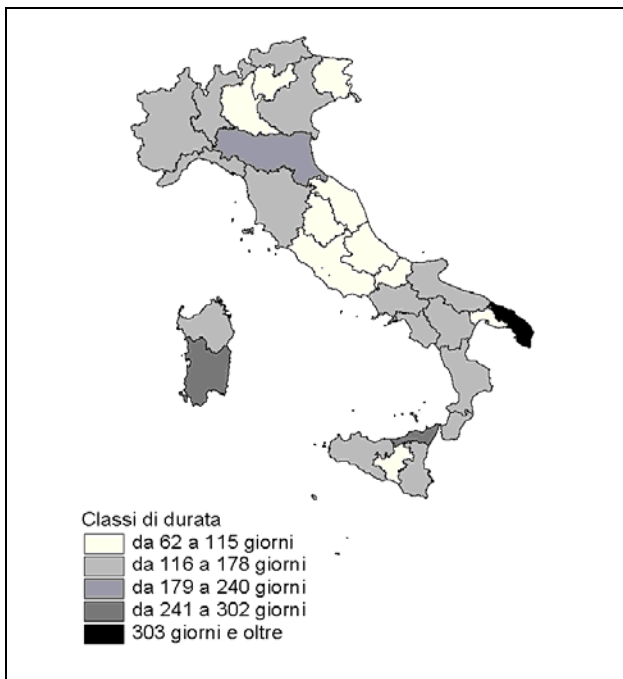 Classi di durata
da 62 a 115 giorni
da 116 a 178 giorni
da 179 a 240 giorni
da 241 a 302 giorni
303 giorni e oltre